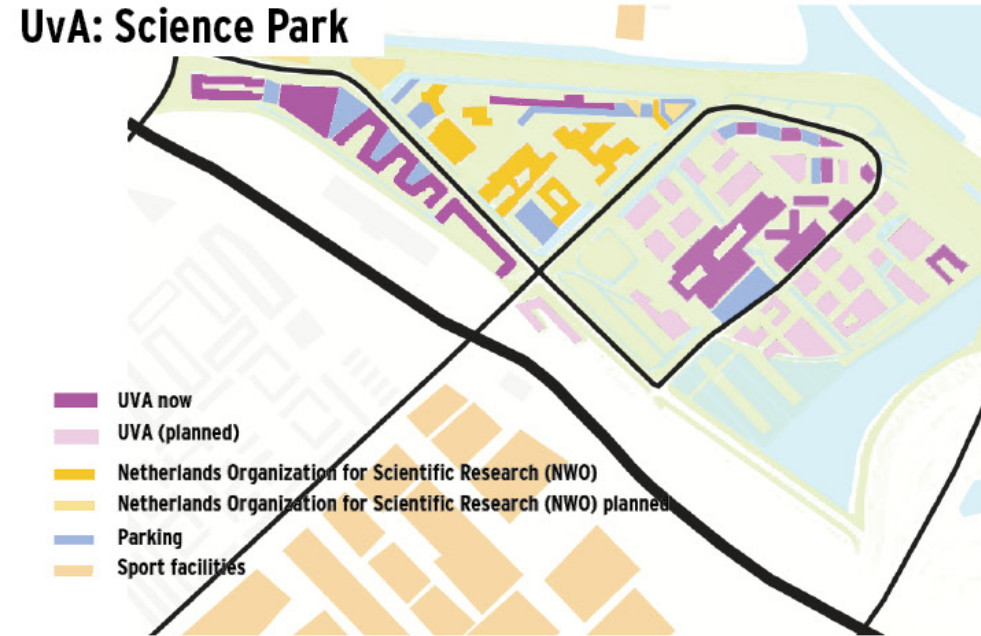 UvA: Science Park
UVA now
UVA (planned)
Netherlands Organization for Scientific Research (NWO)
Netherlands Organization for Scientific Research (NWO) planned
Parking
Sport facilities